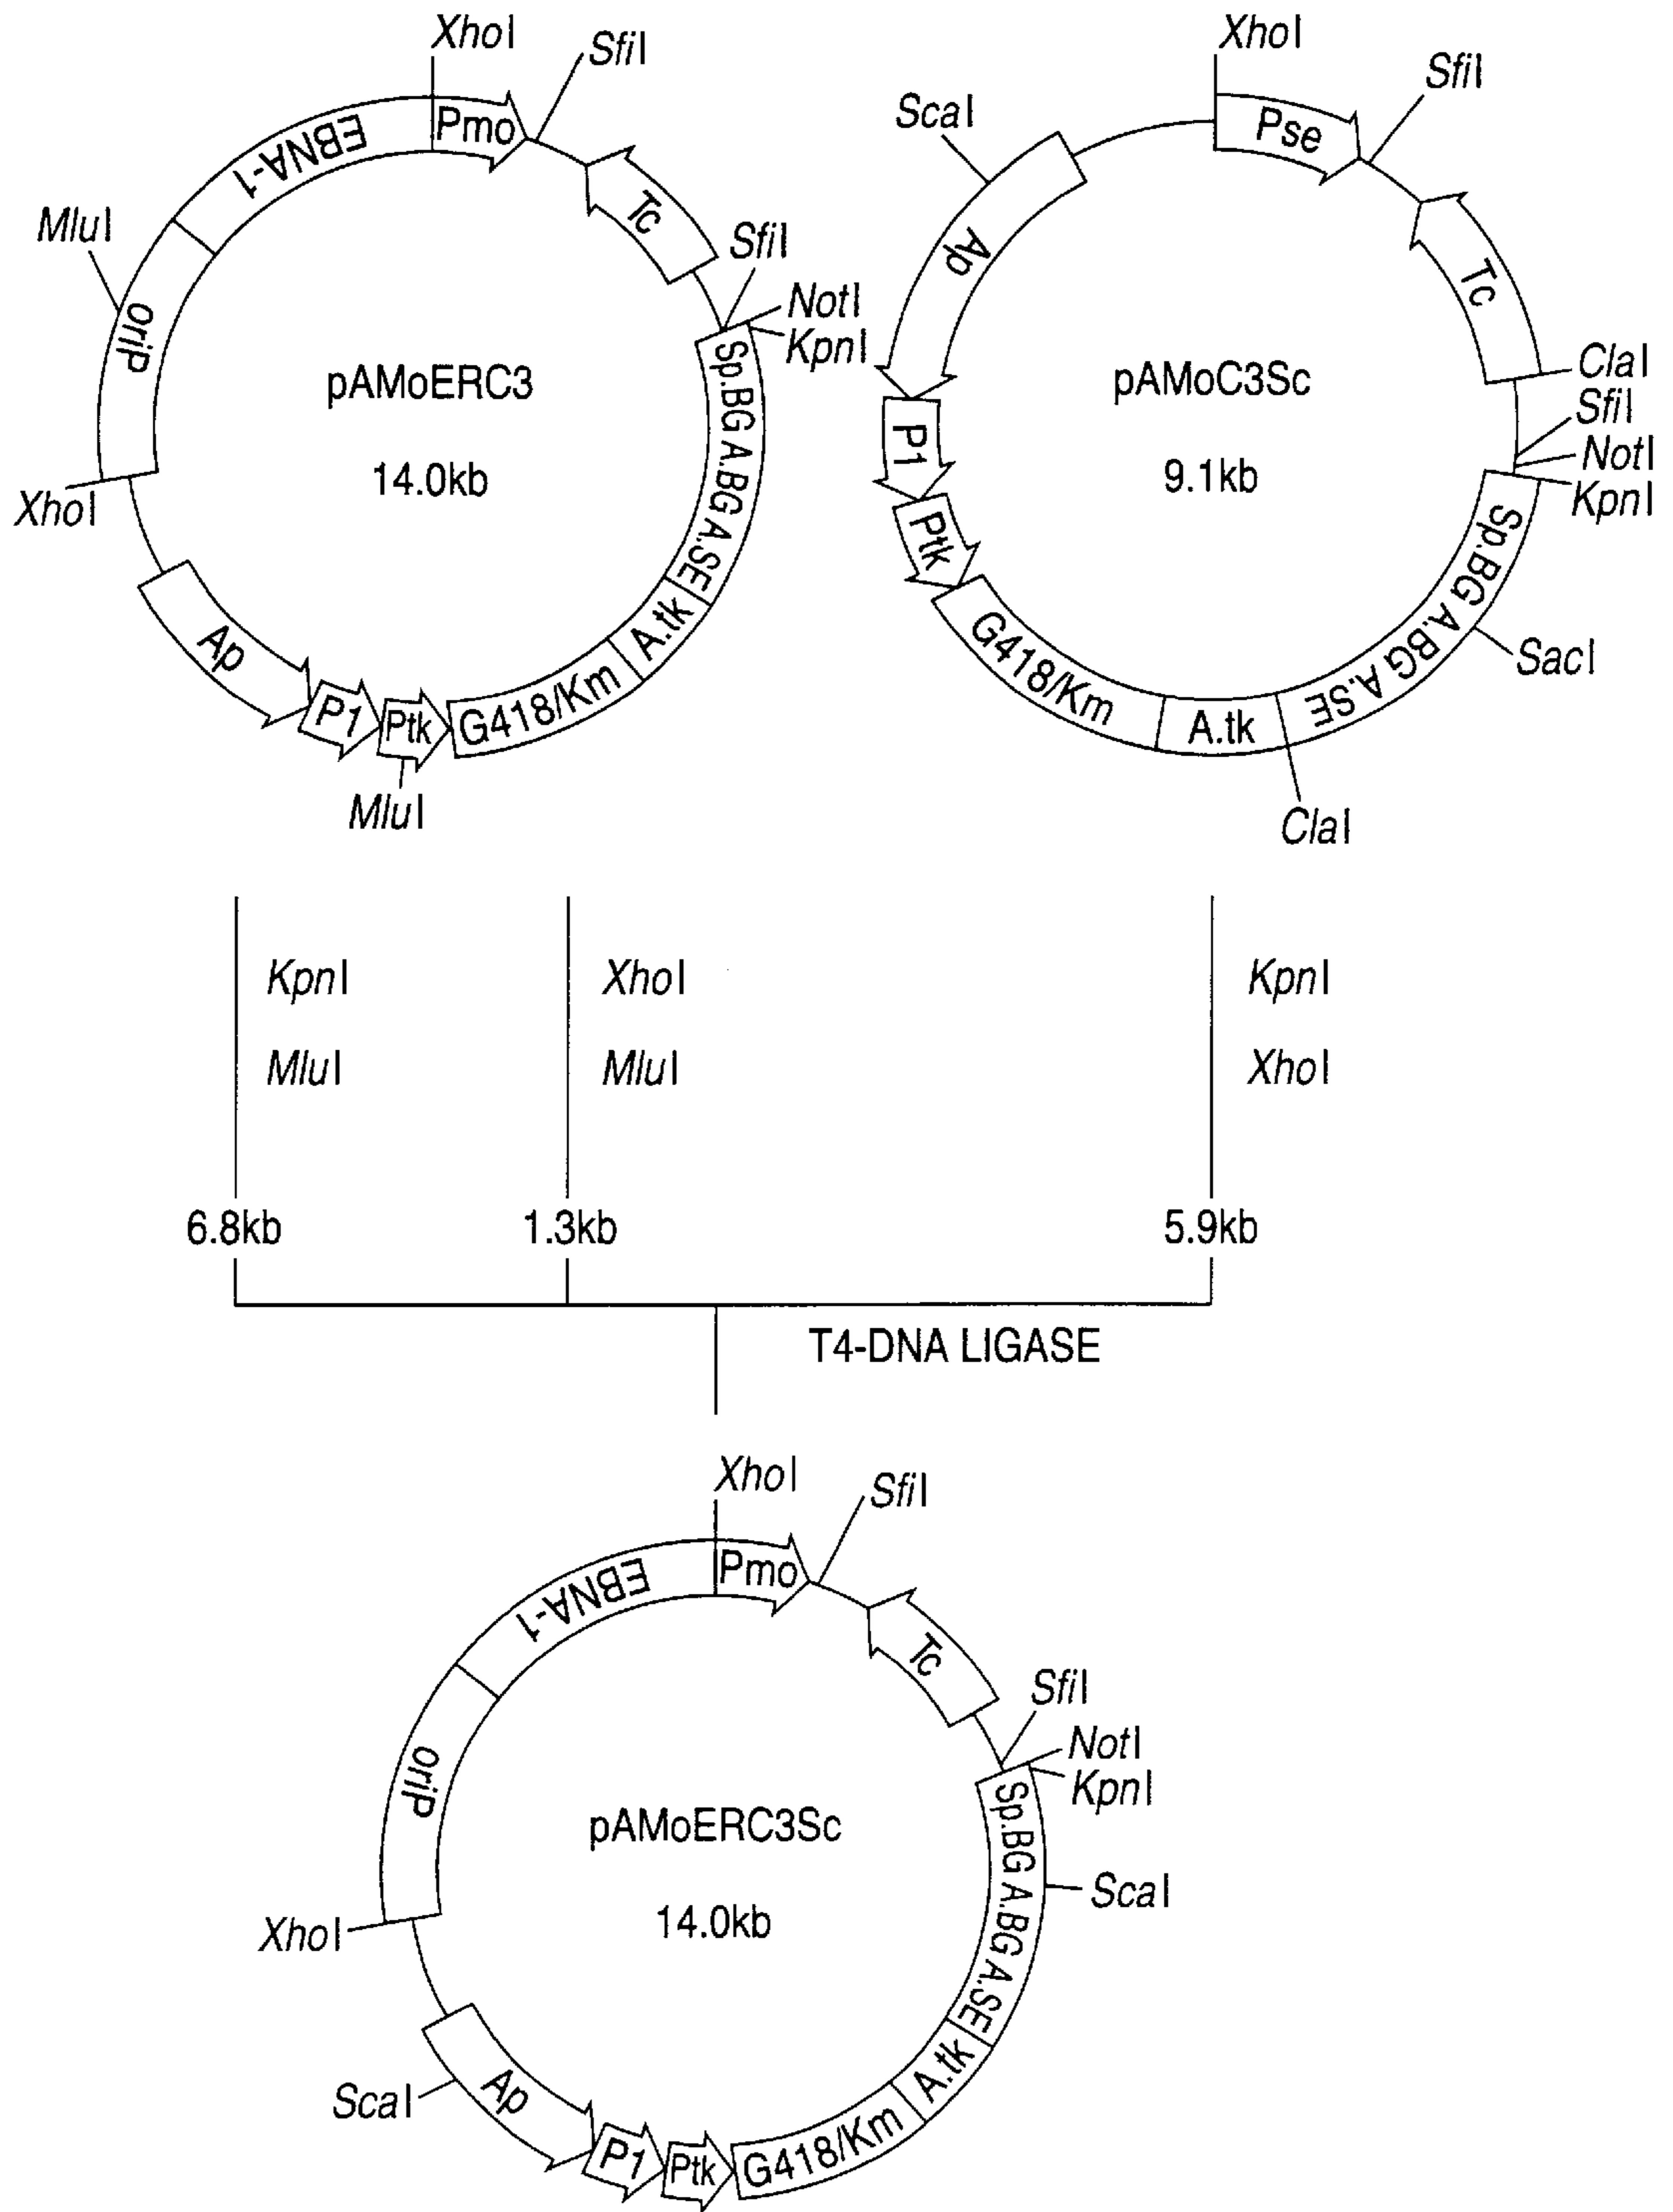 XhoI
SfiI
Pmo
EBNA-1
Tc
MluI
SfiI
NotI
KpnI
oriP
pAMoERC3
14.0kb
Sp.BG A.BG A.SE
XhoI
A.tk
Ap
P1
Ptk
G418/Km
MluI
XhoI
SfiI
ScaI
Pse
Ap
Tc
ClaI
SfiI
NotI
KpnI
pAMoC3Sc
9.1kb
P1
Ptk
Sp.BG A.BG A.SE
SacI
G418/Km
A.tk
ClaI
KpnI
MluI
XhoI
MluI
KpnI
XhoI
6.8kb
1.3kb
5.9kb
T4-DNA LIGASE
XhoI
SfiI
Pmo
EBNA-1
Tc
SfiI
NotI
KpnI
oriP
pAMoERC3Sc
14.0kb
Sp.BG A.BG A.SE
ScaI
XhoI
A.tk
ScaI
Ap
P1
Ptk
G418/Km